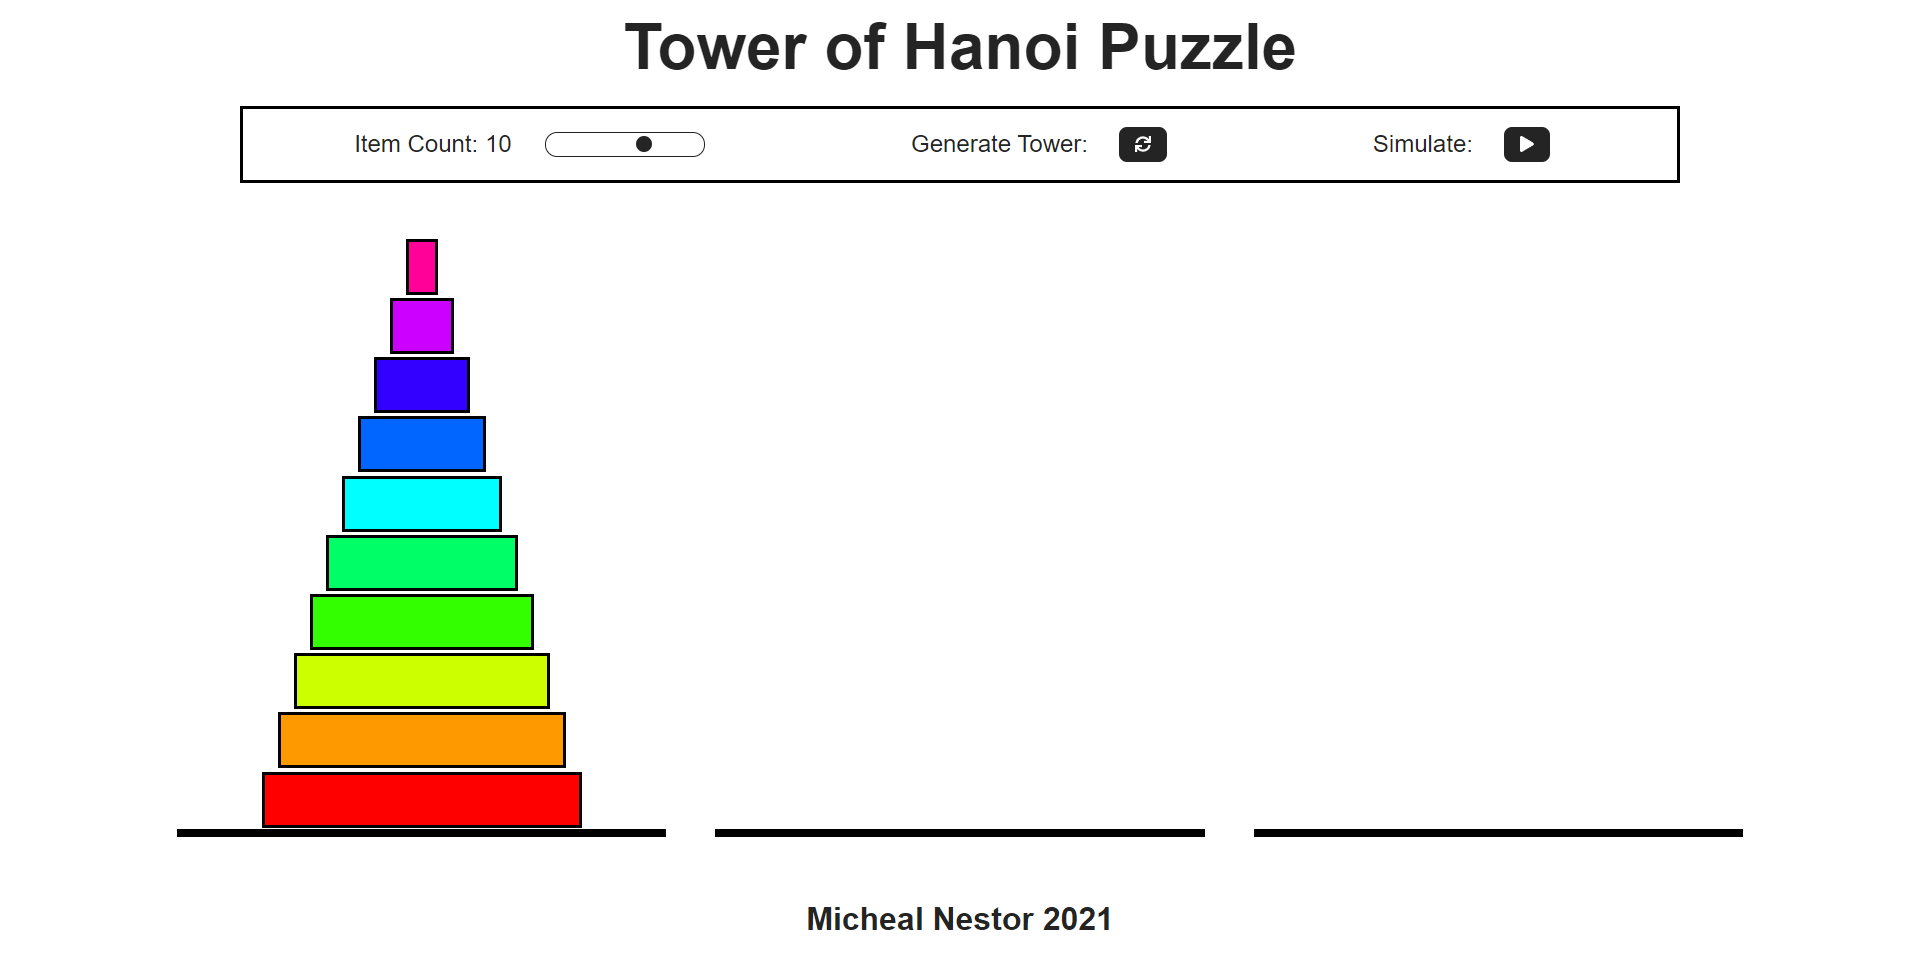 Tower of Hanoi Puzzle
Item Count: 10 Generate Tower: Simulate:
Micheal Nestor 2021